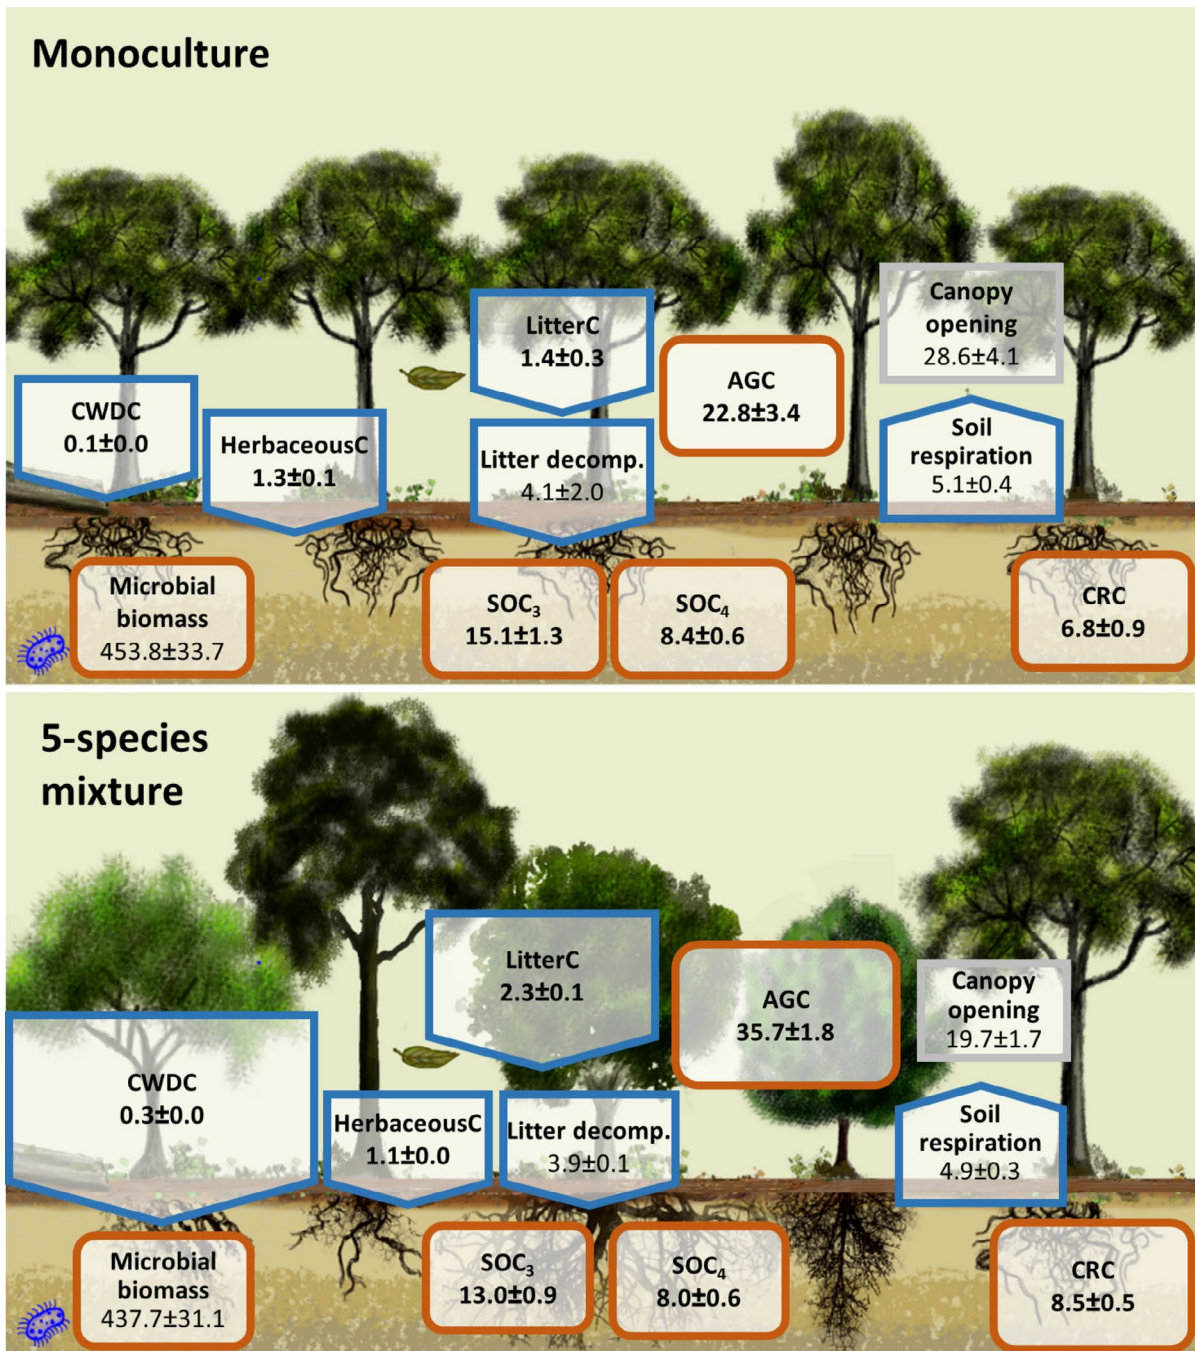 Monoculture
LitterC
1.4±0.3
Canopy
opening
28.6±4.1
AGC
22.8±3.4
CWDC
0.1±0.0
HerbaceousC
1.3±0.1
Litter decomp.
4.1±2.0
Soil
respiration
5.1±0.4
Microbial
biomass
453.8±33.7
SOC₃
15.1±1.3
SOC₄
8.4±0.6
CRC
6.8±0.9
5-species
mixture
LitterC
2.3±0.1
AGC
35.7±1.8
Canopy
opening
19.7±1.7
CWDC
0.3±0.0
HerbaceousC
1.1±0.0
Litter decomp.
3.9±0.1
Soil
respiration
4.9±0.3
Microbial
biomass
437.7±31.1
SOC₃
13.0±0.9
SOC₄
8.0±0.6
CRC
8.5±0.5